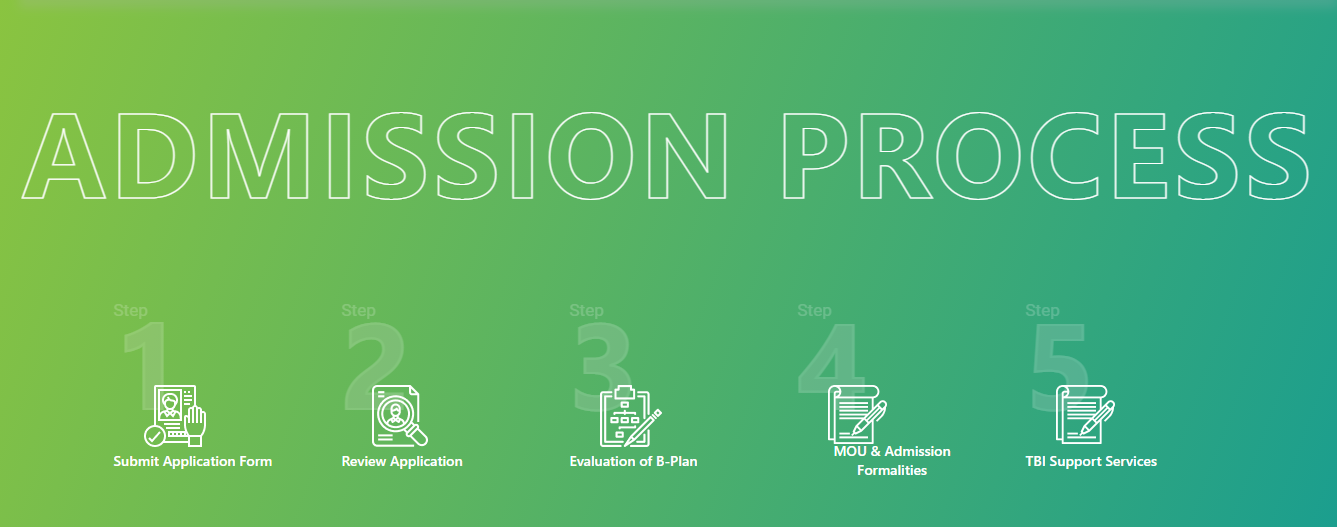 ADMISSION PROCESS
Step
1
Submit Application Form
Step
2
Review Application
Step
3
Evaluation of B-Plan
Step
4
MOU & Admission
Formalities
Step
5
TBI Support Services